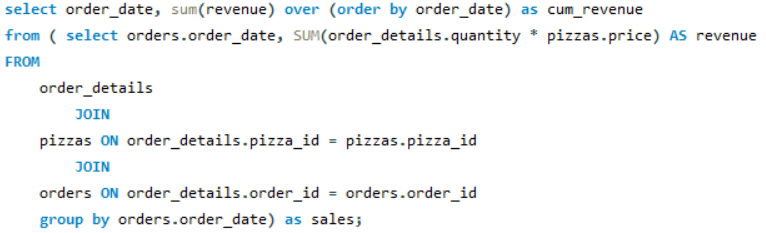 select order_date, sum(revenue) over (order by order_date) as cum_revenue
from ( select orders.order_date, SUM(order_details.quantity * pizzas.price) AS revenue
FROM
    order_details
        JOIN
    pizzas ON order_details.pizza_id = pizzas.pizza_id
        JOIN
    orders ON order_details.order_id = orders.order_id
    group by orders.order_date) as sales;